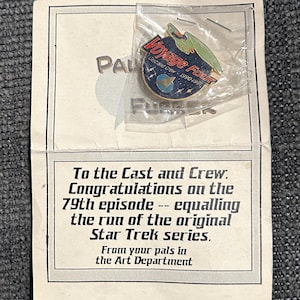 PAUL
To the Cast and Crew:
Congratulations on the
79th episode -- equalling
the run of the original
Star Trek series.
From your pals in
the Art Department